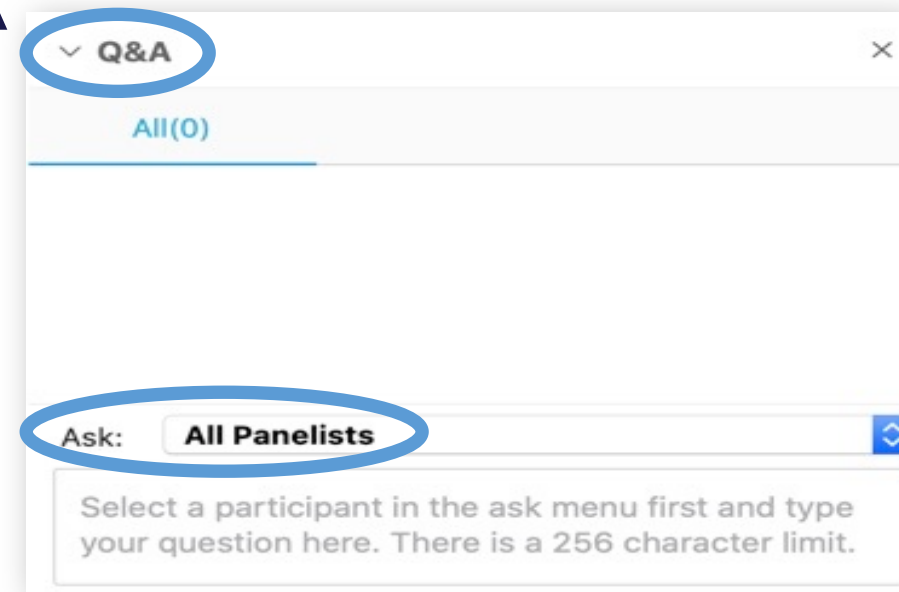 Q&A
All(0)
Ask: All Panelists
Select a participant in the ask menu first and type
your question here. There is a 256 character limit.